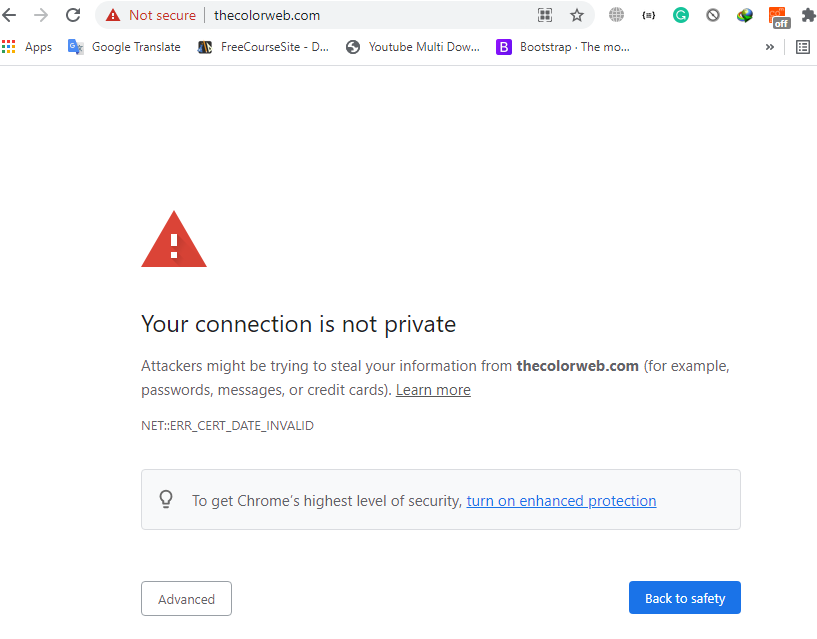 Not secure | thecolorweb.com
off
Apps Google Translate FreeCourseSite - D... Youtube Multi Dow... B Bootstrap · The mo... »
Your connection is not private
Attackers might be trying to steal your information from thecolorweb.com (for example,
passwords, messages, or credit cards). Learn more
NET::ERR_CERT_DATE_INVALID
To get Chrome’s highest level of security, turn on enhanced protection
Advanced Back to safety